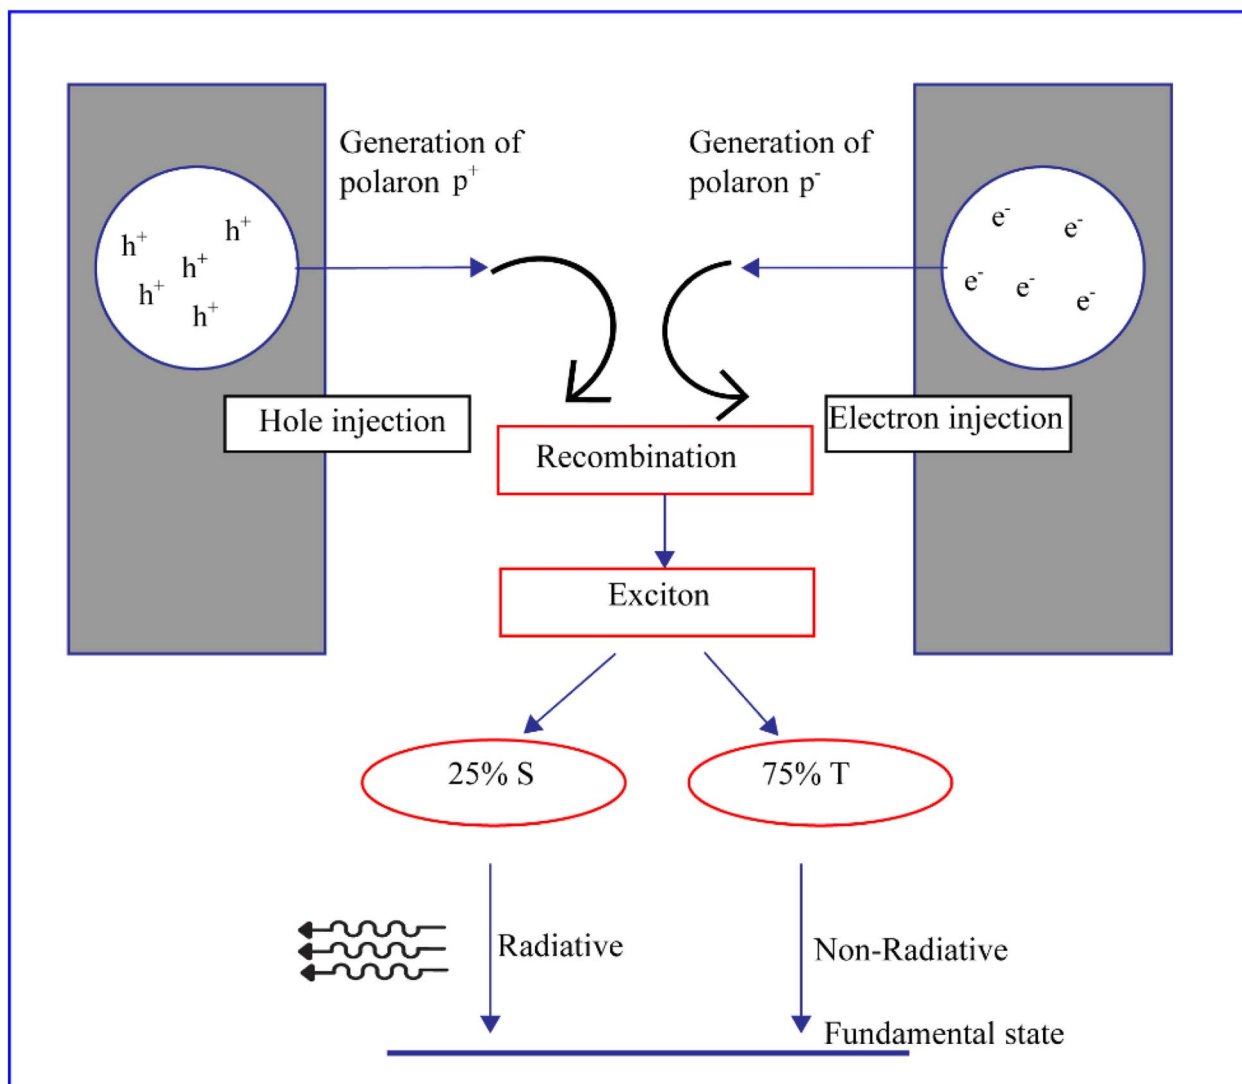 Generation of
polaron p⁺
Generation of
polaron p⁻
h⁺
h⁺
h⁺
h⁺
h⁺
e⁻
e⁻
e⁻
e⁻
e⁻
Hole injection
Electron injection
Recombination
Exciton
25% S
75% T
Radiative
Non-Radiative
Fundamental state